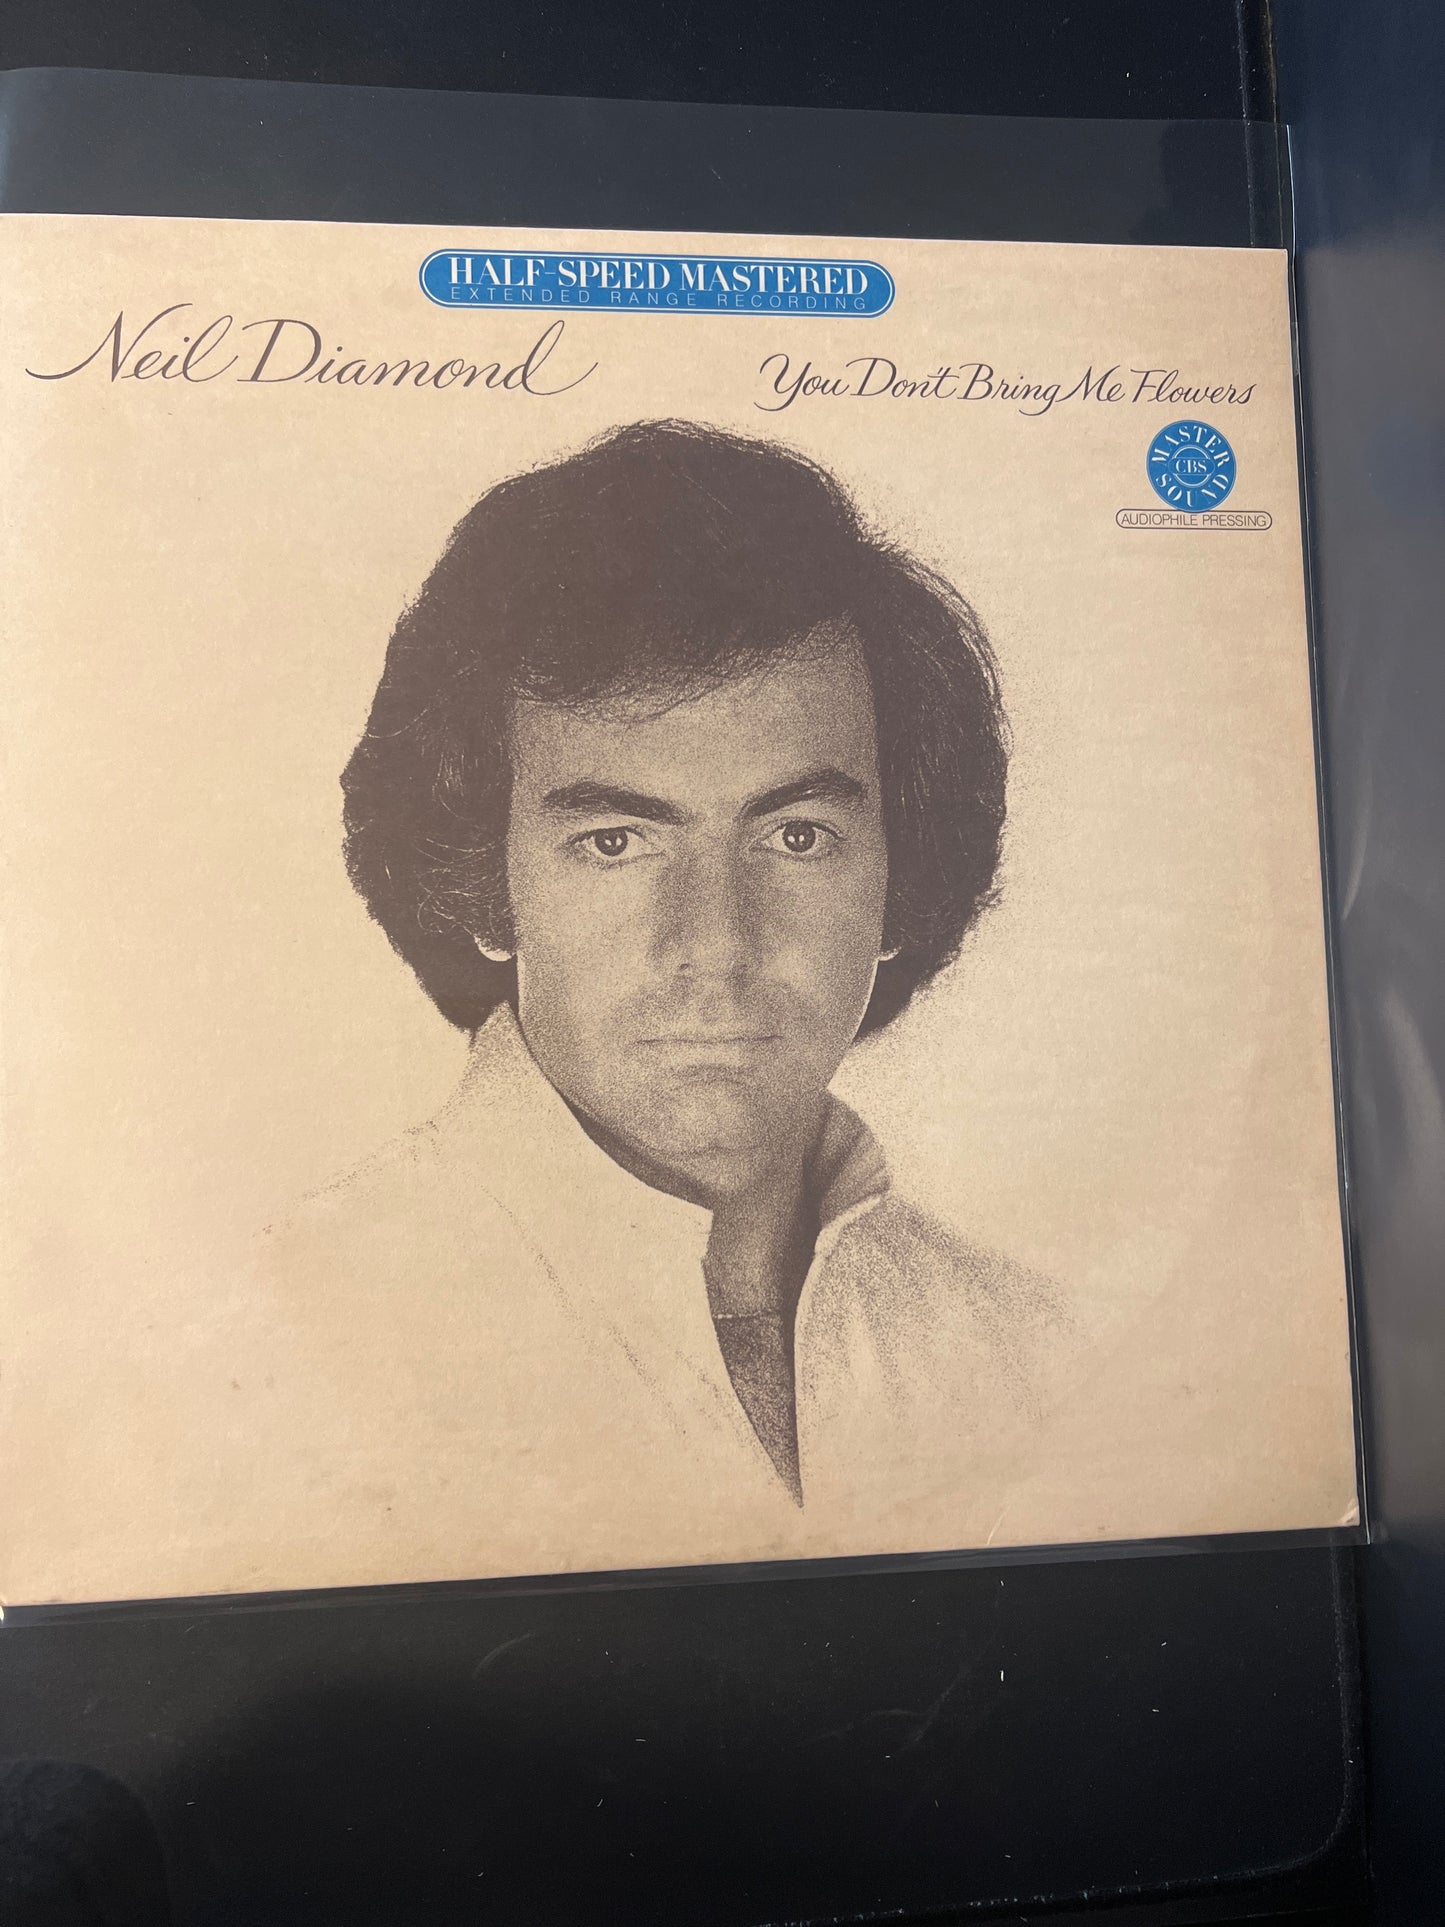 HALF-SPEED MASTERED
EXTENDED RANGE RECORDING
Neil Diamond
You Don't Bring Me Flowers
MASTER
CBS
SOUND
AUDIOPHILE PRESSING